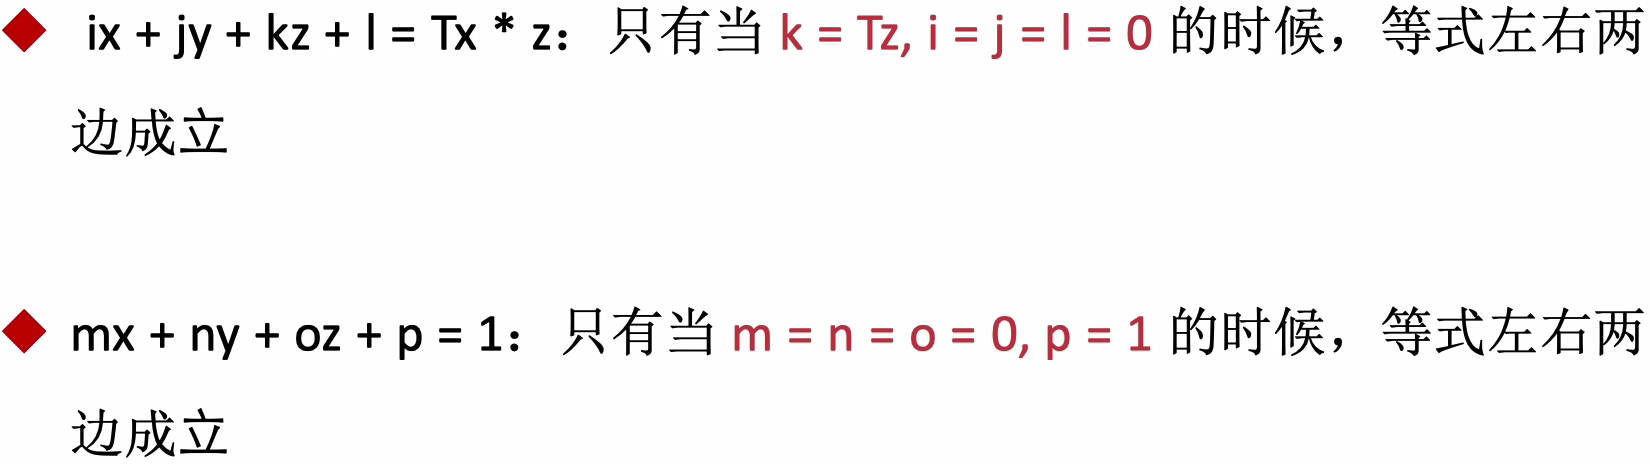 ix + jy + kz + l = Tx * z：只有当 k = Tz, i = j = l = 0 的时候，等式左右两
边成立
mx + ny + oz + p = 1：只有当 m = n = o = 0, p = 1 的时候，等式左右两
边成立